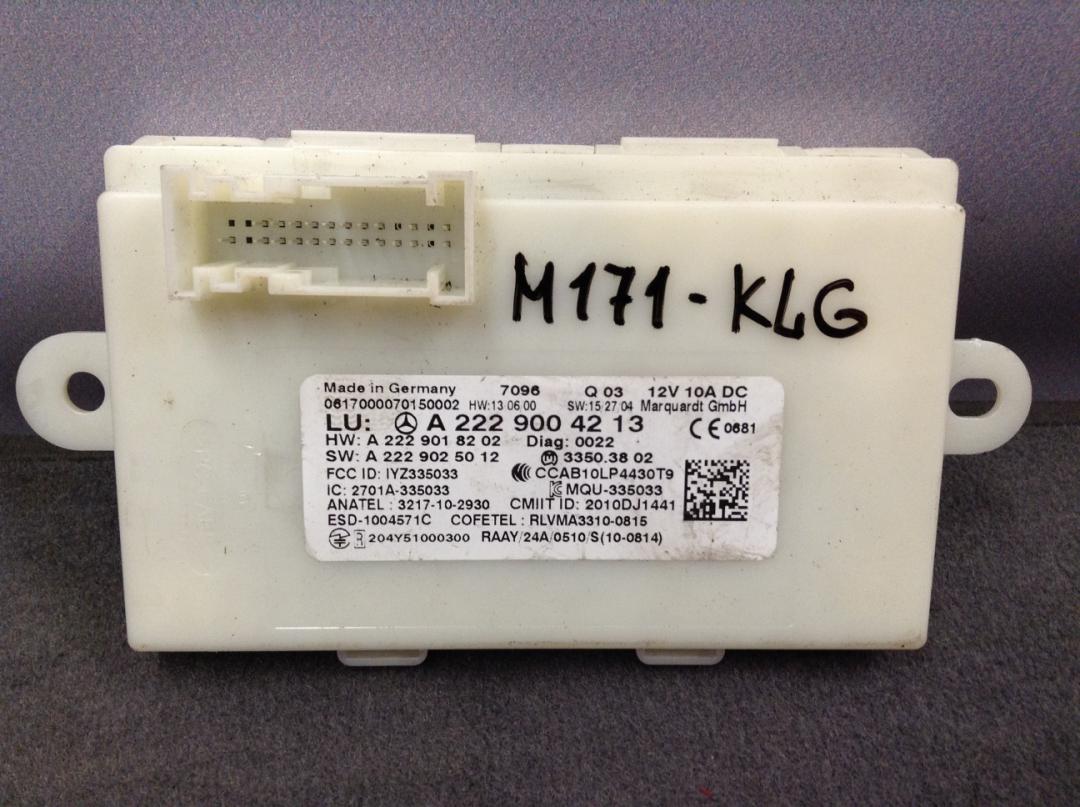 M171-KLG
Made in Germany 7096 Q 03 12V 10A DC
0617000070150002 HW:13 06 00 SW:15 27 04 Marquardt GmbH
LU: A 222 900 42 13
HW: A 222 901 82 02 Diag: 0022 CE 0681
SW: A 222 902 50 12 M 3350.38 02
FCC ID: IYZ335033 CCAB10LP4430T9
IC: 2701A-335033 MQU-335033
ANATEL : 3217-10-2930 CMIIT ID: 2010DJ1441
ESD-1004571C COFETEL : RLVMA3310-0815
R 204Y51000300 RAAY/24A/0510/S(10-0814)